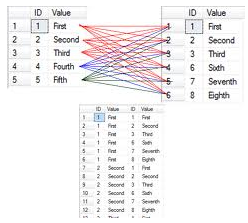 ID Value
1 1 First
2 2 Second
3 3 Third
4 4 Fourth
5 5 Fifth
ID Value
1 1 First
2 2 Second
3 3 Third
4 6 Sixth
5 7 Seventh
6 8 Eighth
ID Value ID Value
1 1 First 1 First
2 1 First 2 Second
3 1 First 3 Third
4 1 First 6 Sixth
5 1 First 7 Seventh
6 1 First 8 Eighth
7 2 Second 1 First
8 2 Second 2 Second
9 2 Second 3 Third
10 2 Second 6 Sixth
11 2 Second 7 Seventh
12 2 Second 8 Eighth